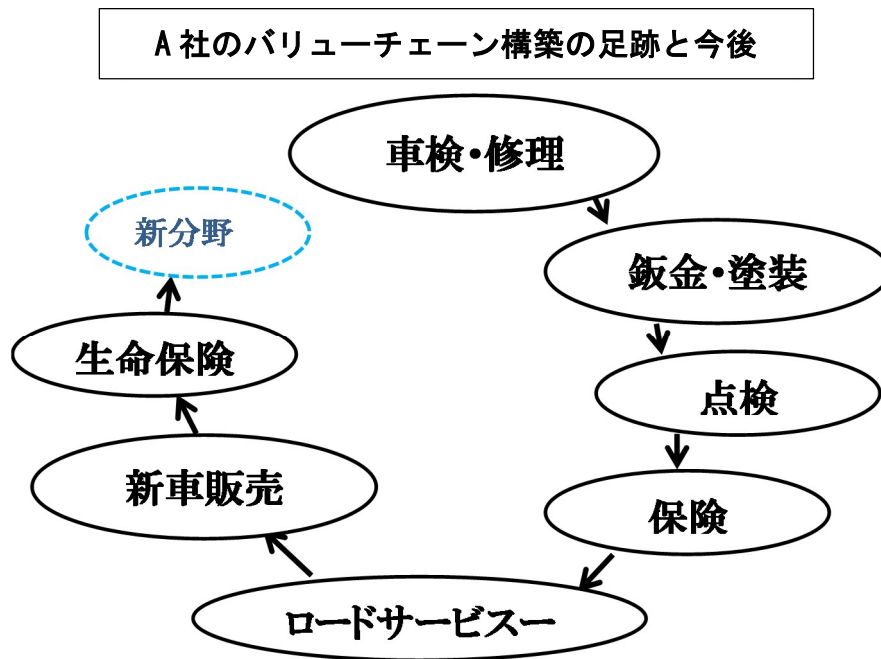 A社のバリューチェーン構築の足跡と今後
車検・修理
鈑金・塗装
点検
保険
ロードサービスー
新車販売
生命保険
新分野